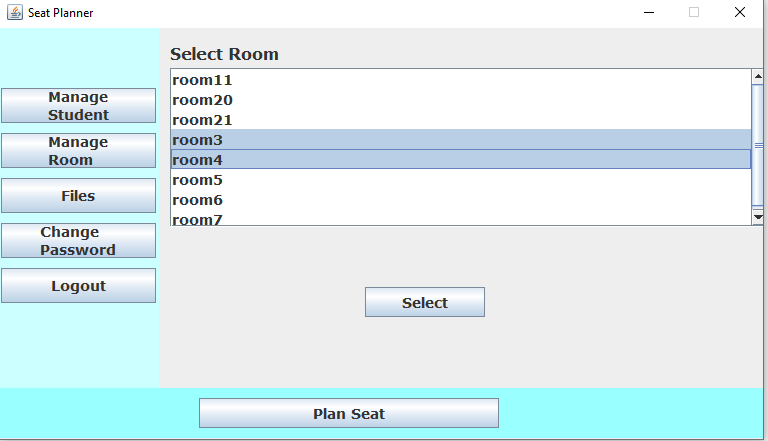 Seat Planner
Manage
Student
Manage
Room
Files
Change
Password
Logout
Select Room
room11
room20
room21
room3
room4
room5
room6
room7
Select
Plan Seat